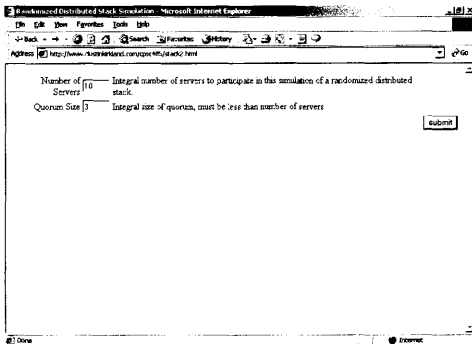 Randomized Distributed Stack Simulation - Microsoft Internet Explorer
File Edit View Favorites Tools Help
Back Search Favorites History
Address Go
Number of Servers 10 Integral number of servers to participate in this simulation of a randomized distributed
stack.
Quorum Size 3 Integral size of quorum, must be less than number of servers
submit
Done Internet